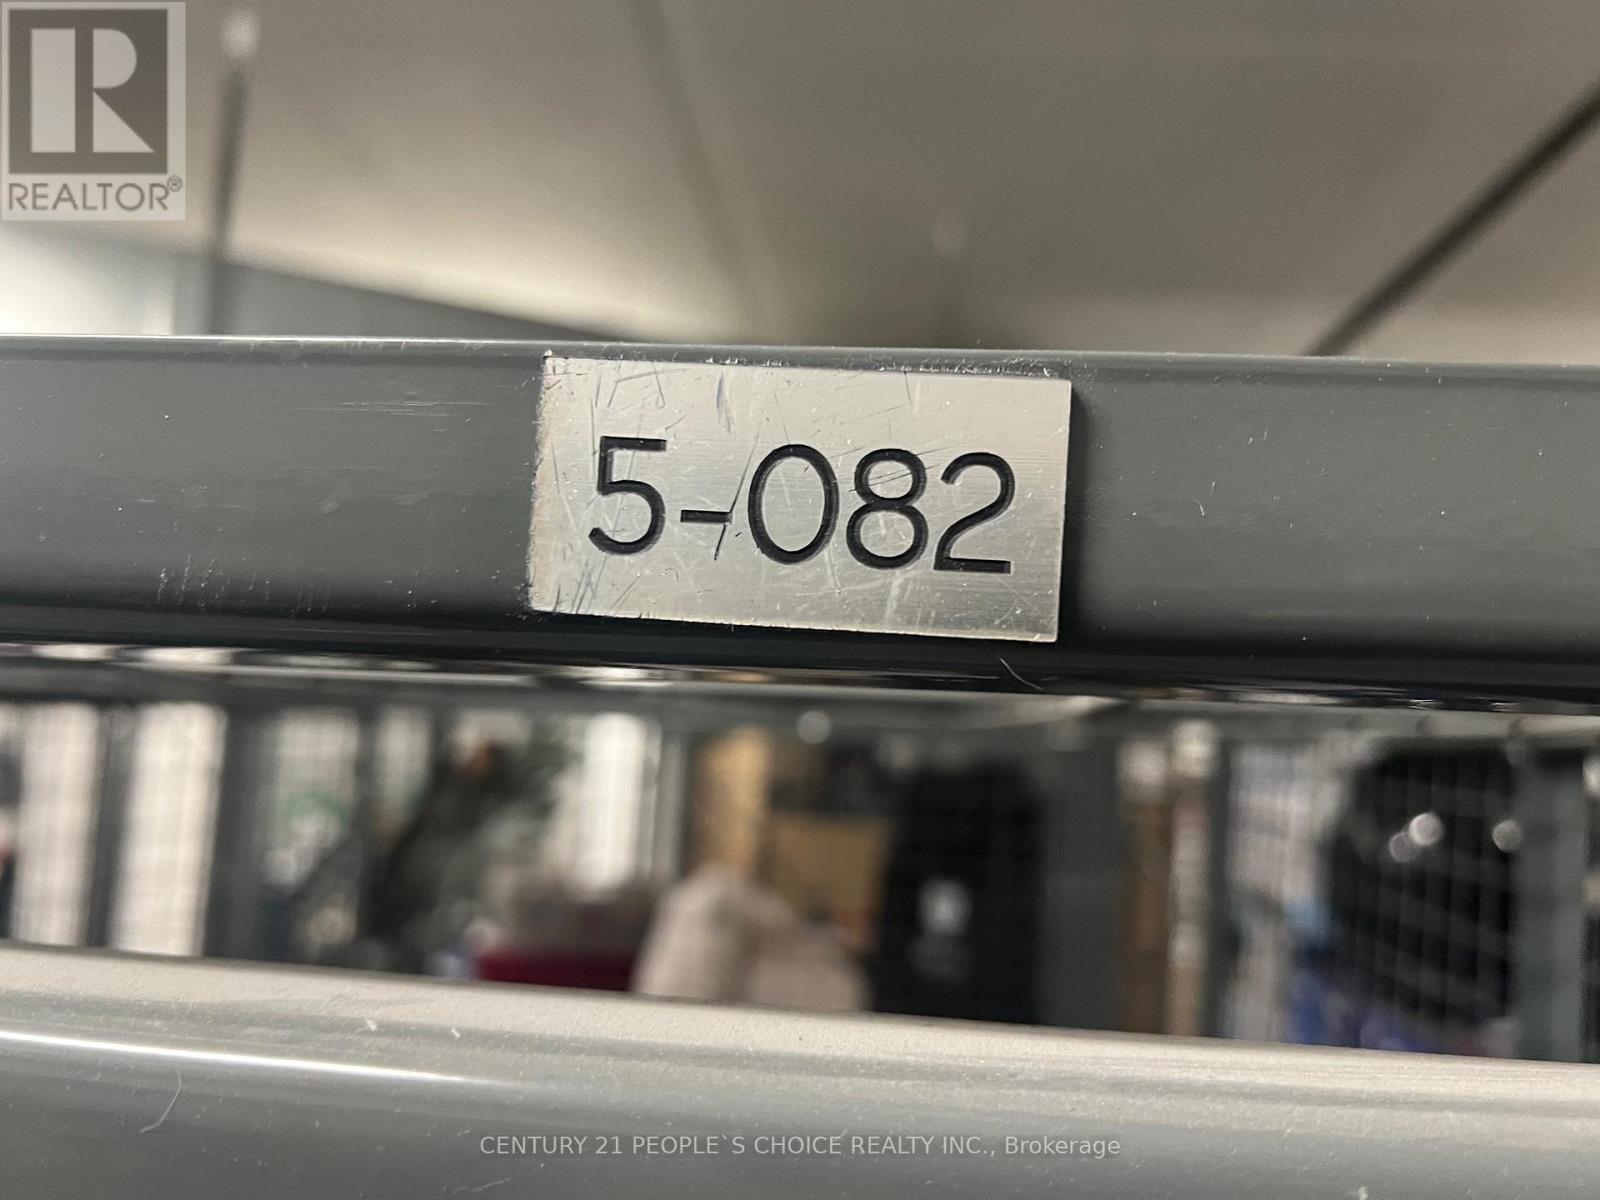 REALTOR®
5-082
CENTURY 21 PEOPLE`S CHOICE REALTY INC., Brokerage